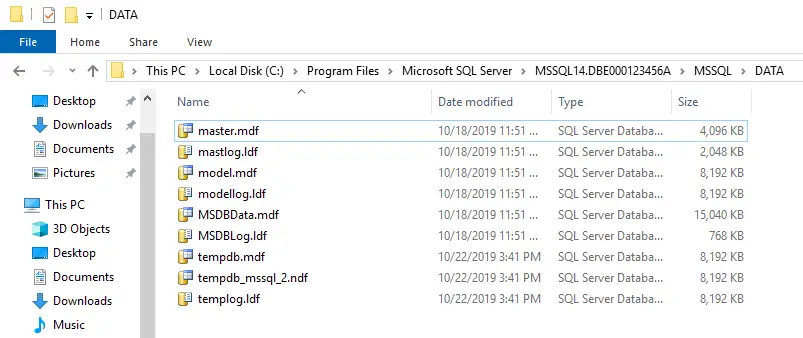 DATA
File Home Share View
This PC > Local Disk (C:) > Program Files > Microsoft SQL Server > MSSQL14.DBE000123456A > MSSQL > DATA
Desktop
Downloads
Documents
Pictures
This PC
3D Objects
Desktop
Documents
Downloads
Music
Name Date modified Type Size
master.mdf 10/18/2019 11:51 ... SQL Server Databa... 4,096 KB
mastlog.ldf 10/18/2019 11:51 ... SQL Server Databa... 2,048 KB
model.mdf 10/18/2019 11:51 ... SQL Server Databa... 8,192 KB
modellog.ldf 10/18/2019 11:51 ... SQL Server Databa... 8,192 KB
MSDBData.mdf 10/18/2019 11:51 ... SQL Server Databa... 15,040 KB
MSDBLog.ldf 10/18/2019 11:51 ... SQL Server Databa... 768 KB
tempdb.mdf 10/22/2019 3:41 PM SQL Server Databa... 8,192 KB
tempdb_mssql_2.ndf 10/22/2019 3:41 PM SQL Server Databa... 8,192 KB
templog.ldf 10/22/2019 3:41 PM SQL Server Databa... 8,192 KB